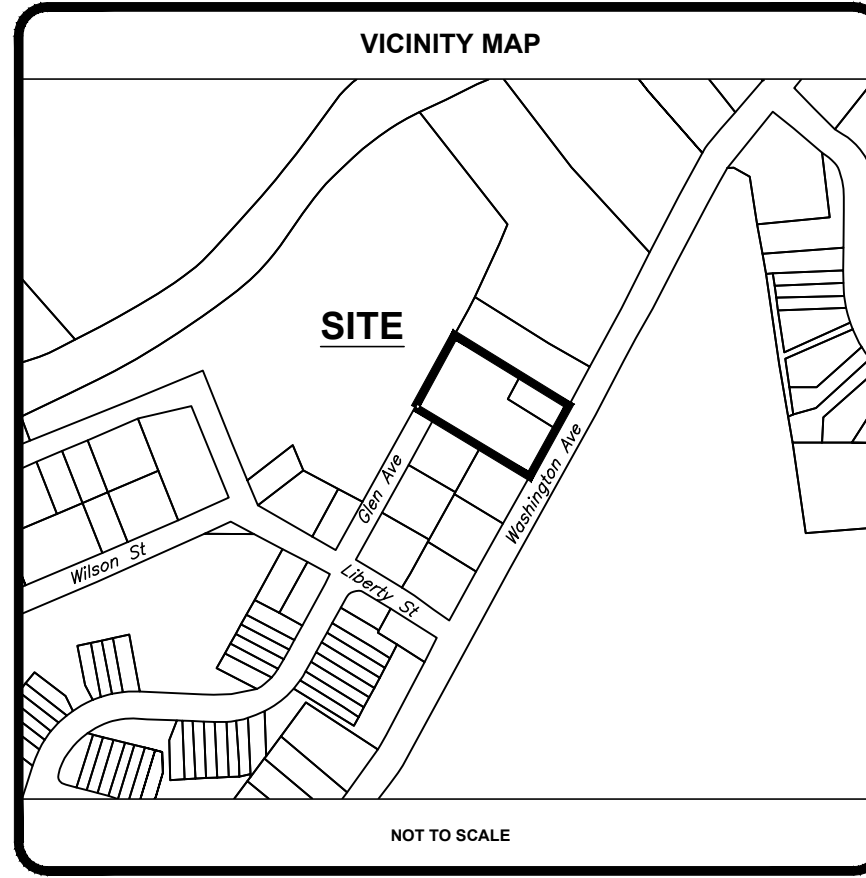 VICINITY MAP
SITE
Glen Ave
Washington Ave
Wilson St
Liberty St
NOT TO SCALE